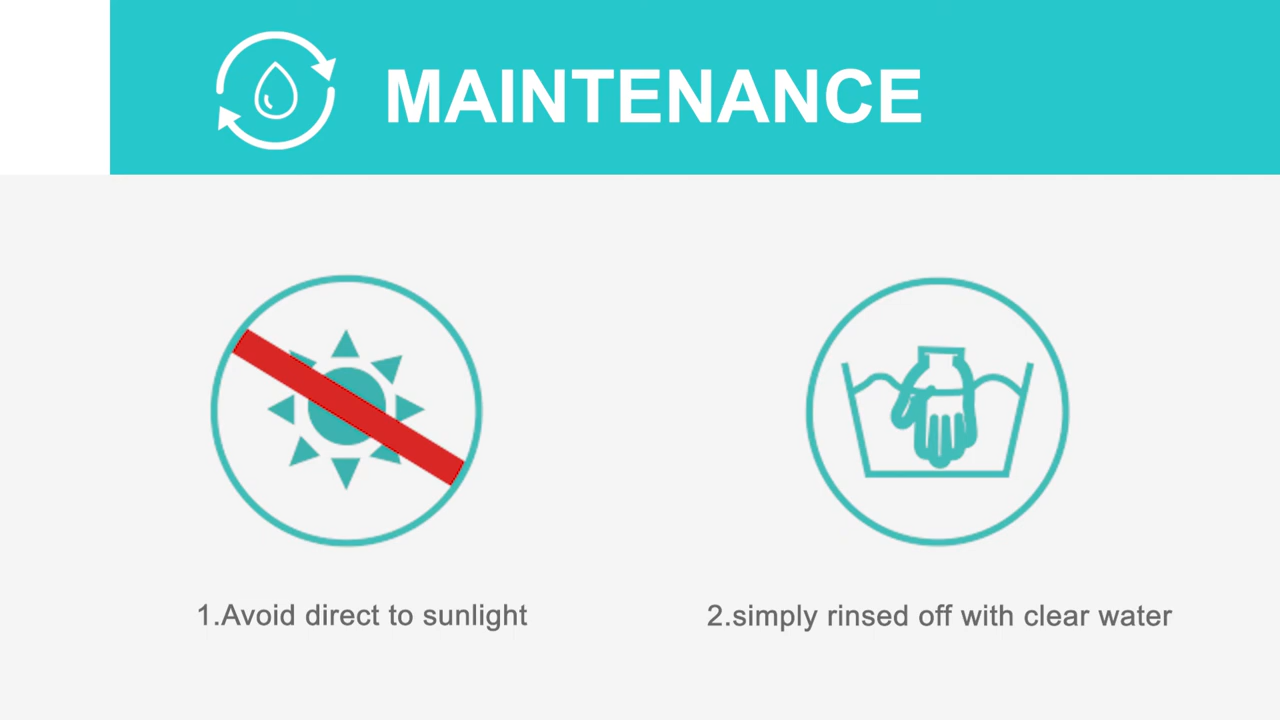 MAINTENANCE
1.Avoid direct to sunlight
2.simply rinsed off with clear water